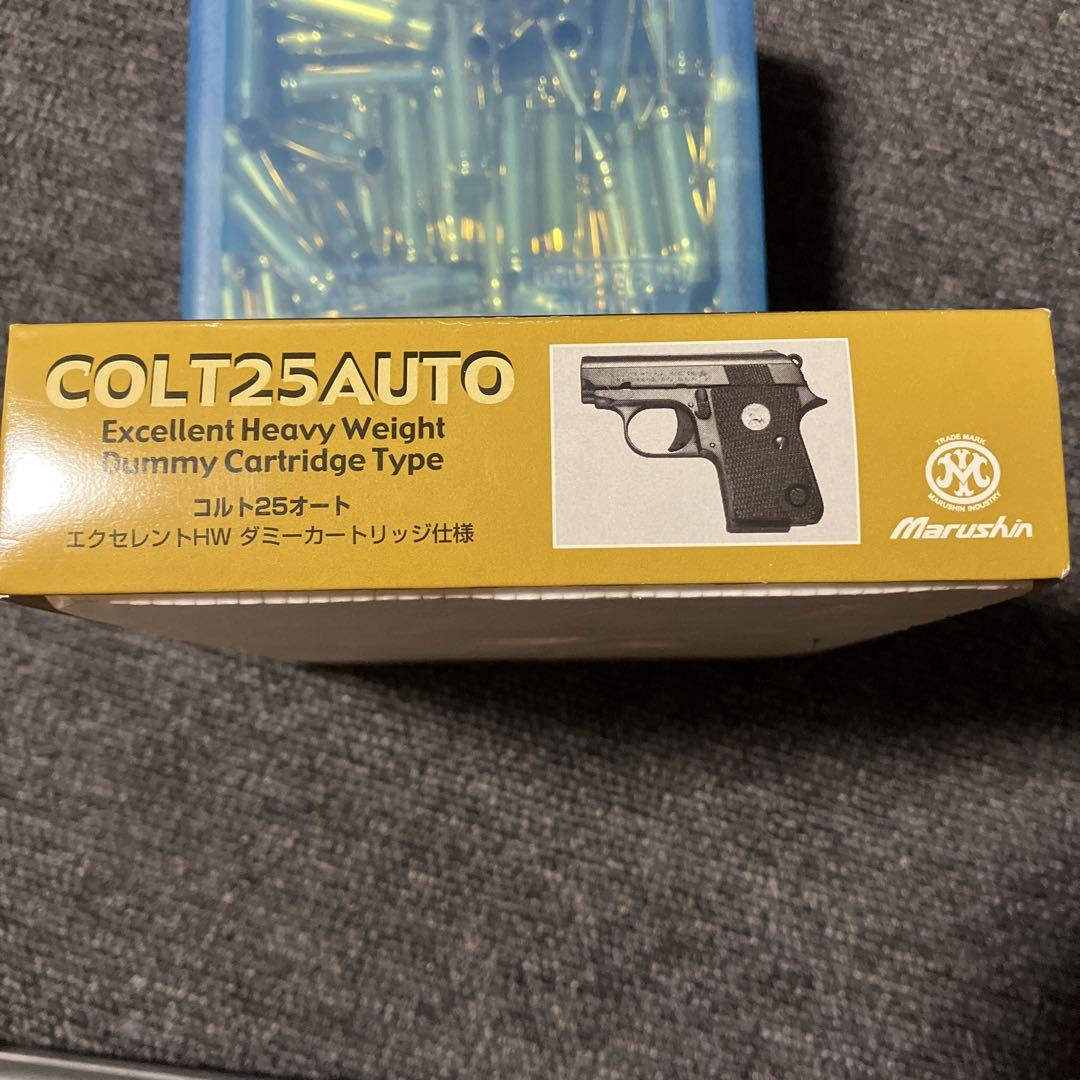 COLT25AUTO
Excellent Heavy Weight
Dummy Cartridge Type
コルト25オート
エクセレントHW ダミーカートリッジ仕様
TRADE MARK
MARUSHIN INDUSTRY
Marushin